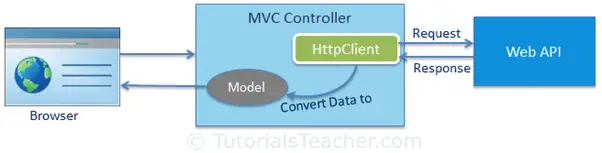 MVC Controller
HttpClient
Request
Response
Web API
Model
Convert Data to
Browser
© TutorialsTeacher.com